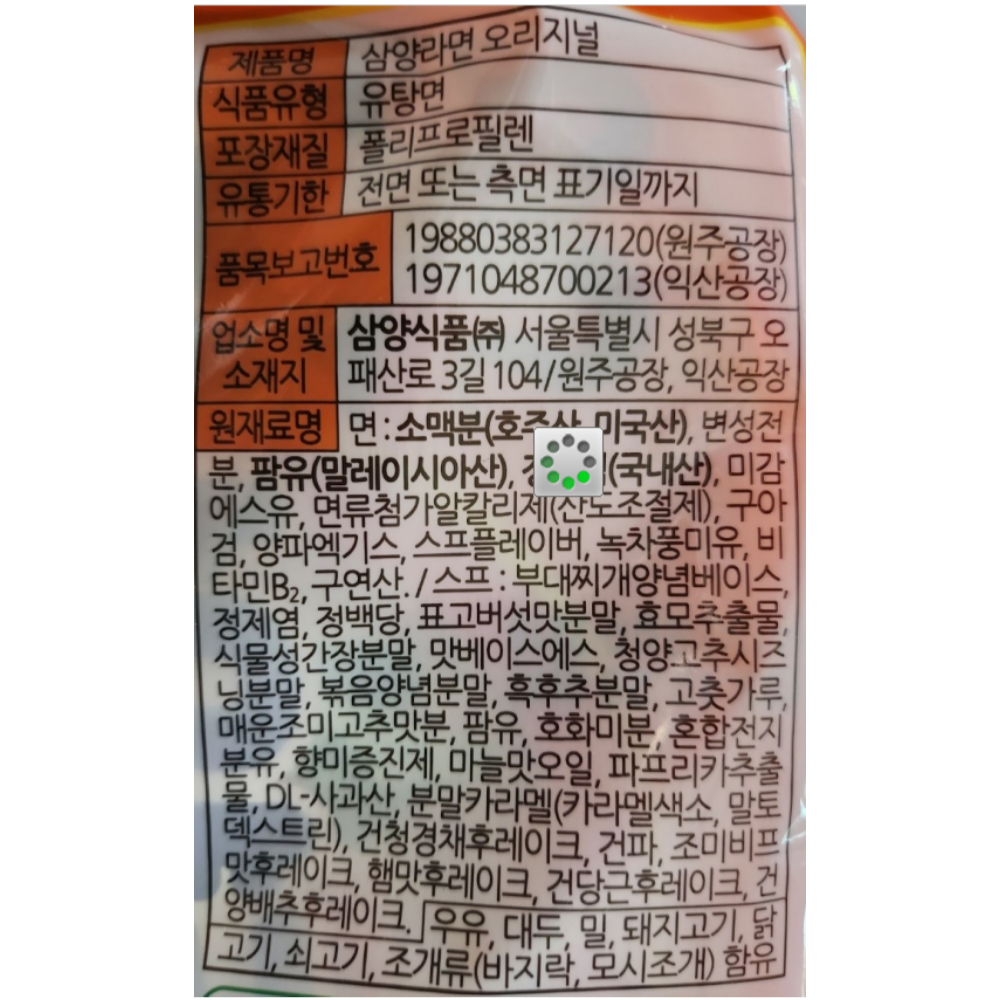 제품명 삼양라면 오리지널
식품유형 유탕면
포장재질 폴리프로필렌
유통기한 전면 또는 측면 표기일까지
품목보고번호 19880383127120(원주공장)
1971048700213(익산공장)
업소명 및 삼양식품㈜ 서울특별시 성북구 오
소재지 패산로 3길 104/원주공장, 익산공장
원재료명 면 : 소맥분(호주산, 미국산), 변성전
분, 팜유(말레이시아산), (국내산), 미감
에스유, 면류첨가알칼리제(산도조절제), 구아
검, 양파엑기스, 스프플레이버, 녹차풍미유, 비
타민B₂, 구연산. / 스프 : 부대찌개양념베이스,
정제염, 정백당, 표고버섯맛분말, 효모추출물,
식물성간장분말, 맛베이스에스, 청양고추시즈
닝분말, 볶음양념분말, 흑후추분말, 고춧가루,
매운조미고추맛분, 팜유, 호화미분, 혼합전지
분유, 향미증진제, 마늘맛오일, 파프리카추출
물, DL-사과산, 분말카라멜(카라멜색소, 말토
덱스트린), 건청경채후레이크, 건파, 조미비프
맛후레이크, 햄맛후레이크, 건당근후레이크, 건
양배추후레이크. 우유, 대두, 밀, 돼지고기, 닭
고기, 쇠고기, 조개류(바지락, 모시조개) 함유